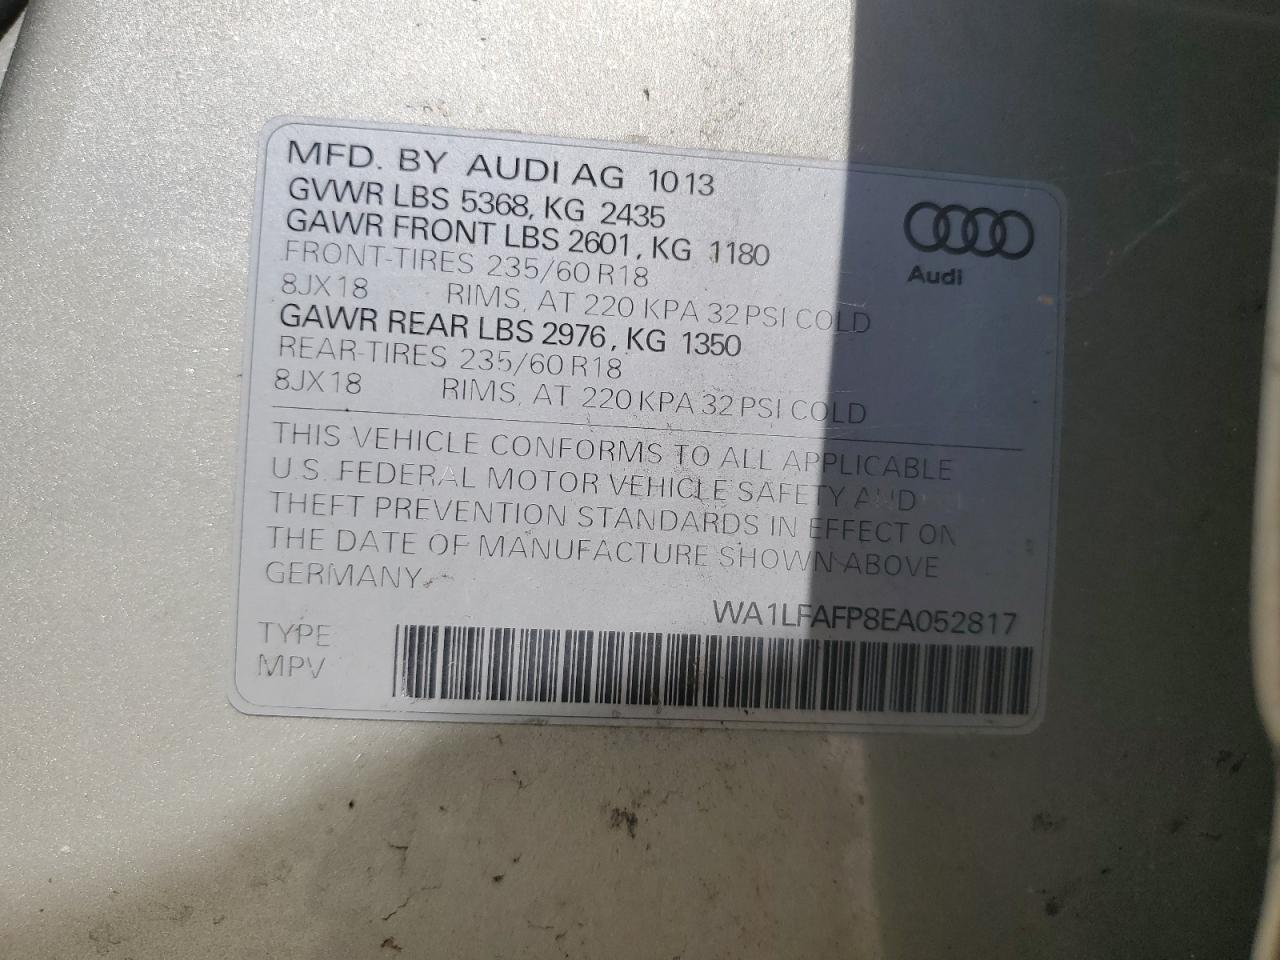 MFD. BY AUDI AG 1013
GVWR LBS 5368, KG 2435
GAWR FRONT LBS 2601, KG 1180
FRONT-TIRES 235/60 R18
8JX18 RIMS, AT 220 KPA 32 PSI COLD
GAWR REAR LBS 2976, KG 1350
REAR-TIRES 235/60 R18
8JX18 RIMS, AT 220 KPA 32 PSI COLD
Audi
THIS VEHICLE CONFORMS TO ALL APPLICABLE
U.S. FEDERAL MOTOR VEHICLE SAFETY AND
THEFT PREVENTION STANDARDS IN EFFECT ON
THE DATE OF MANUFACTURE SHOWN ABOVE
GERMANY
WA1LFAFP8EA052817
TYPE
MPV